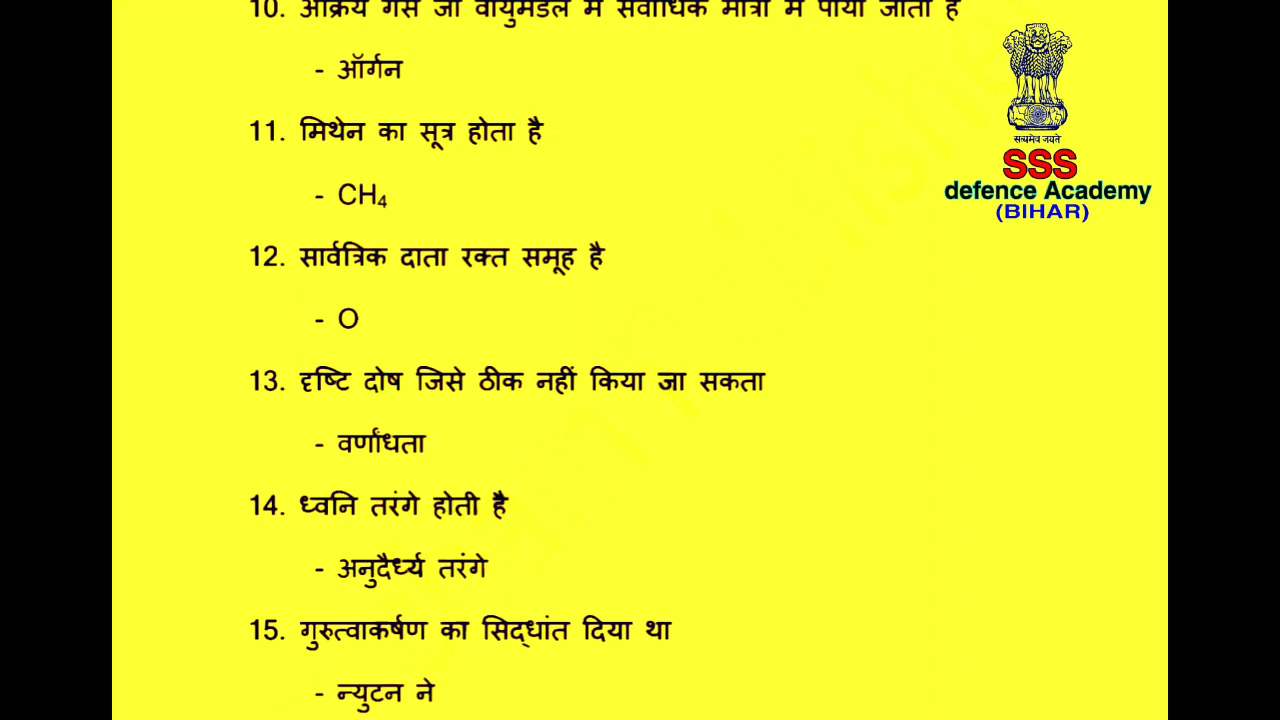 10. अक्रिय गैस जो वायुमंडल में सर्वाधिक मात्रा में पाया जाता है
- ऑर्गन
11. मिथेन का सूत्र होता है
- CH₄
12. सार्वत्रिक दाता रक्त समूह है
- O
13. दृष्टि दोष जिसे ठीक नहीं किया जा सकता
- वर्णांधता
14. ध्वनि तरंगे होती है
- अनुदैर्ध्य तरंगे
15. गुरुत्वाकर्षण का सिद्धांत दिया था
- न्युटन ने
सत्यमेव जयते
SSS
defence Academy
(BIHAR)